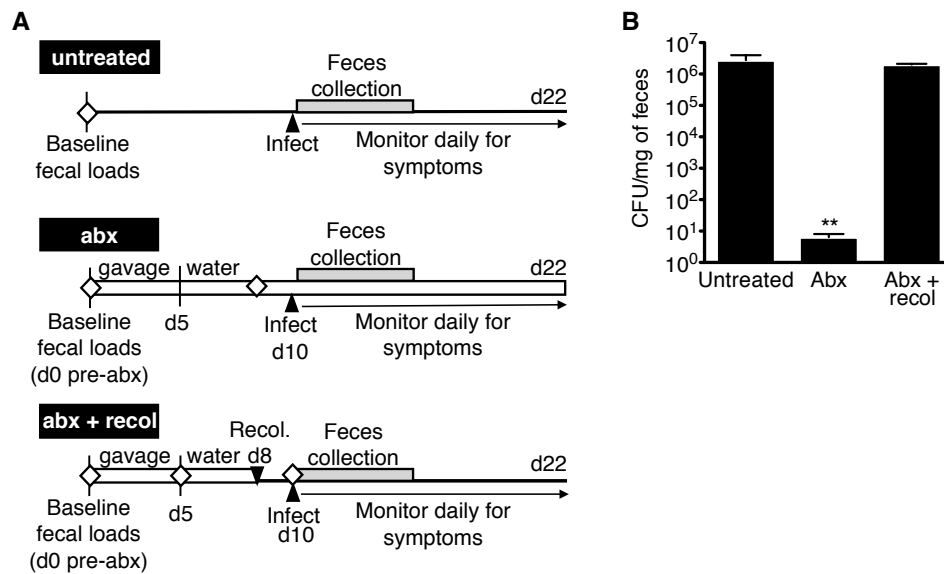 A
untreated
Feces
collection
d22
Baseline
fecal loads
Infect
Monitor daily for
symptoms
abx
gavage
water
Feces
collection
d22
Baseline
fecal loads
(d0 pre-abx)
d5
Infect
d10
Monitor daily for
symptoms
abx + recol
gavage
water
Recol.
d8
Feces
collection
d22
Baseline
fecal loads
(d0 pre-abx)
d5
Infect
d10
Monitor daily for
symptoms
B
CFU/mg of feces
10⁷
10⁶
10⁵
10⁴
10³
10²
10¹
10⁰
**
Untreated
Abx
Abx +
recol